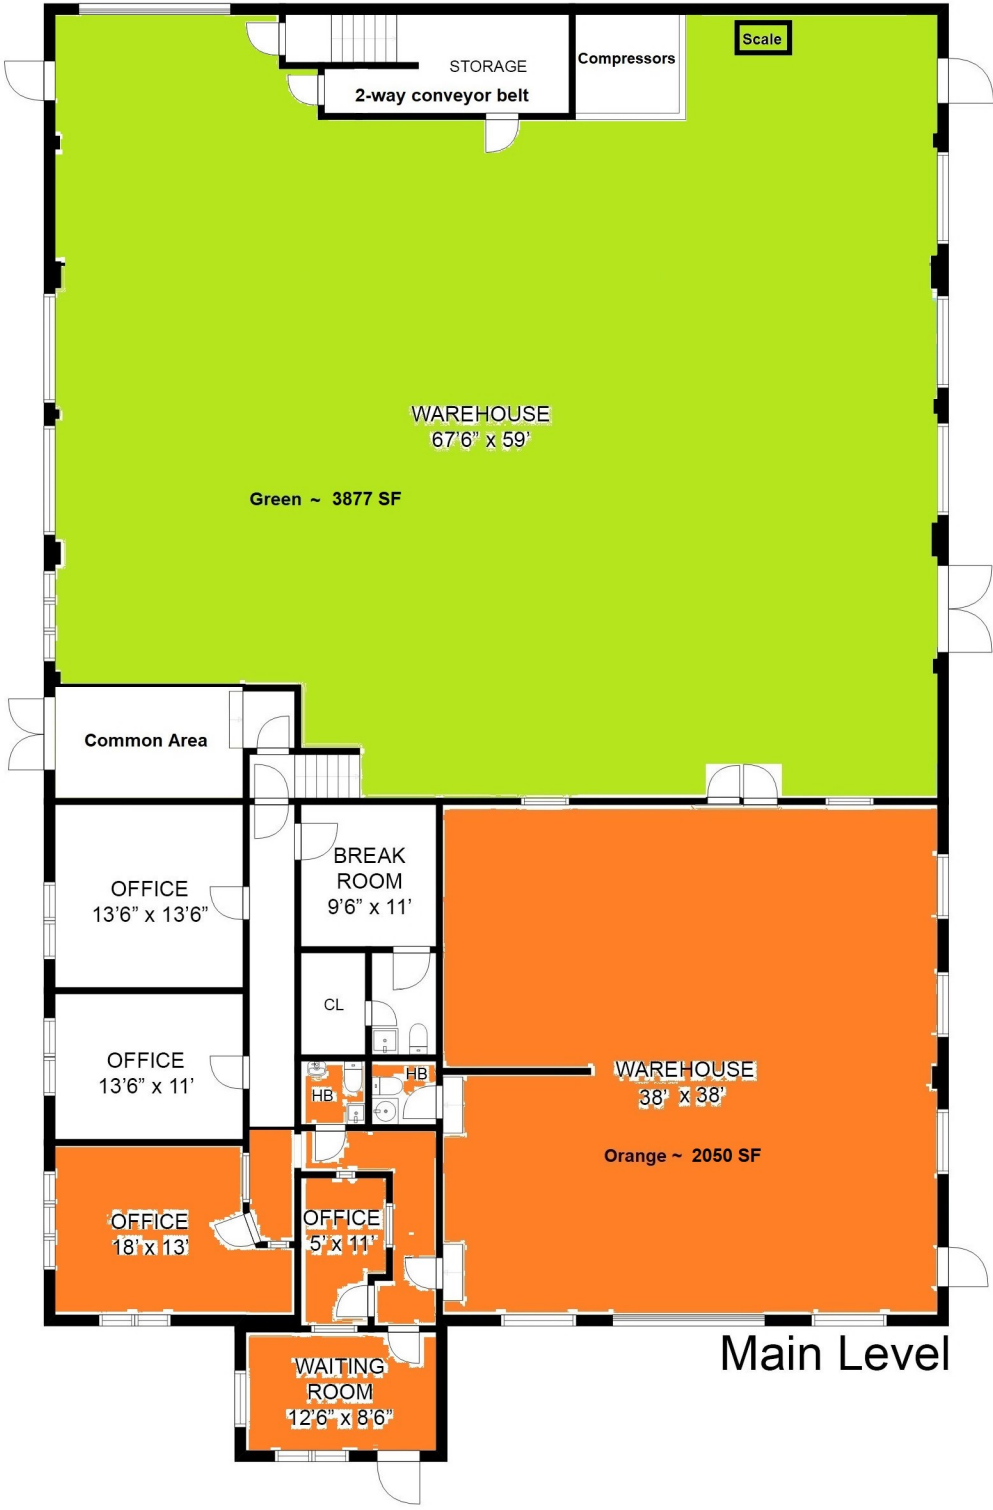 Scale
Compressors
STORAGE
2-way conveyor belt
WAREHOUSE
67'6” x 59’
Green ~ 3877 SF
Common Area
BREAK
ROOM
9'6” x 11’
OFFICE
13'6” x 13'6”
CL
OFFICE
13'6” x 11’
HB
HB
WAREHOUSE
38’ x 38’
Orange ~ 2050 SF
OFFICE
18’ x 13’
OFFICE
5’ x 11’
WAITING
ROOM
12'6” x 8'6”
Main Level